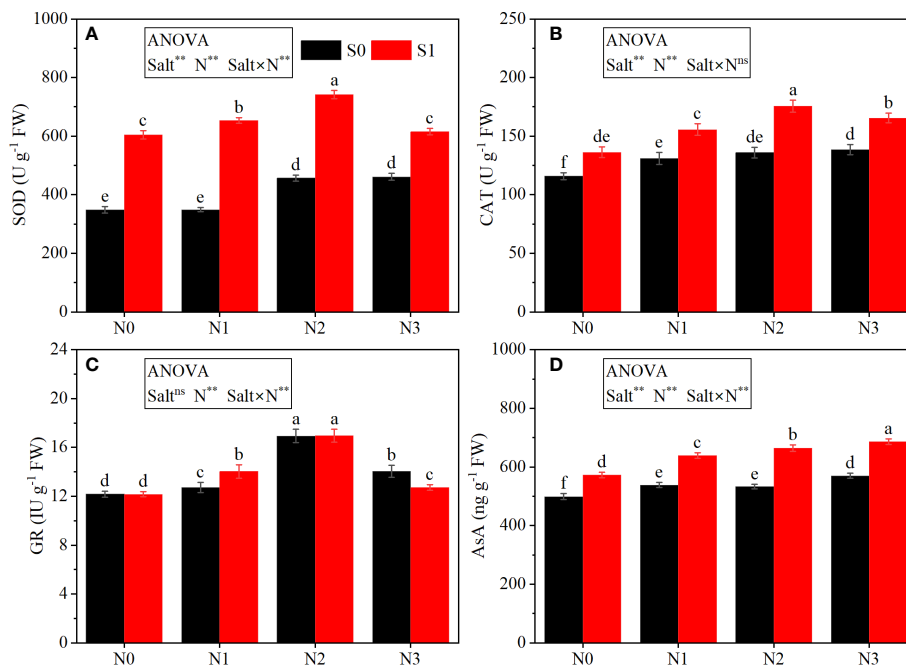 A
ANOVA
Salt** N** Salt×N**
S0 S1
1000
800
600
400
200
0
SOD (U g-1 FW)
c b a c
e e d d
N0 N1 N2 N3
B
ANOVA
Salt** N** Salt×Nns
250
200
150
100
50
0
CAT (U g-1 FW)
f de e c de a d b
N0 N1 N2 N3
C
ANOVA
Saltns N** Salt×N**
24
20
16
12
8
4
0
GR (IU g-1 FW)
d d c b a a b c
N0 N1 N2 N3
D
ANOVA
Salt** N** Salt×N**
1000
800
600
400
200
0
AsA (ng g-1 FW)
f d e c e b d a
N0 N1 N2 N3